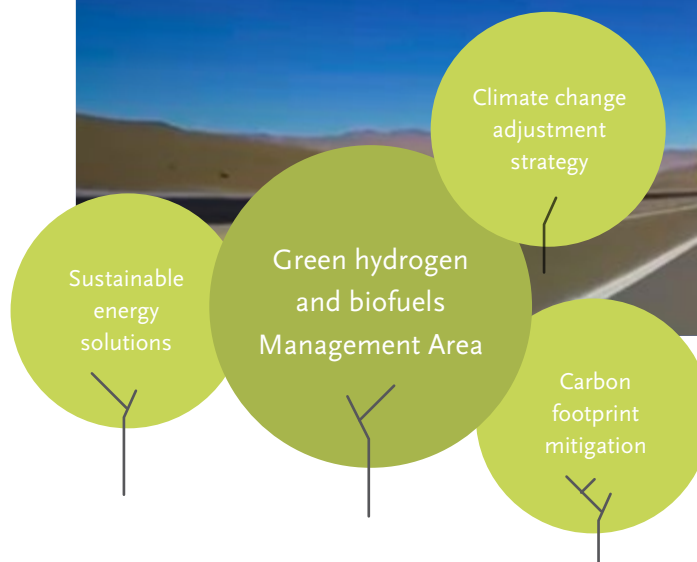 Climate change
adjustment
strategy
Green hydrogen
and biofuels
Management Area
Sustainable
energy
solutions
Carbon
footprint
mitigation